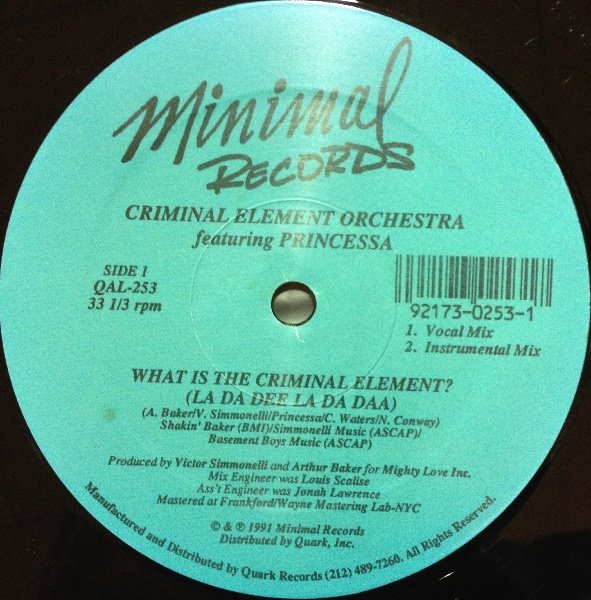 Minimal
RECORDS
CRIMINAL ELEMENT ORCHESTRA
featuring PRINCESSA
SIDE 1
QAL-253
33 1/3 rpm
92173-0253-1
1. Vocal Mix
2. Instrumental Mix
WHAT IS THE CRIMINAL ELEMENT?
(LA DA DEE LA DA DAA)
(A. Baker/V. Simmonelli/Princessa/C. Waters/N. Conway)
Shakin' Baker (BMI)/Simmonelli Music (ASCAP)/
Basement Boys Music (ASCAP)
Produced by Victor Simmonelli and Arthur Baker for Mighty Love Inc.
Mix Engineer was Louis Scalise
Ass't Engineer was Jonah Lawrence
Mastered at Frankford/Wayne Mastering Lab-NYC
© & ℗ 1991 Minimal Records
Distributed by Quark, Inc.
Manufactured and Distributed by Quark Records (212) 489-7260. All Rights Reserved.